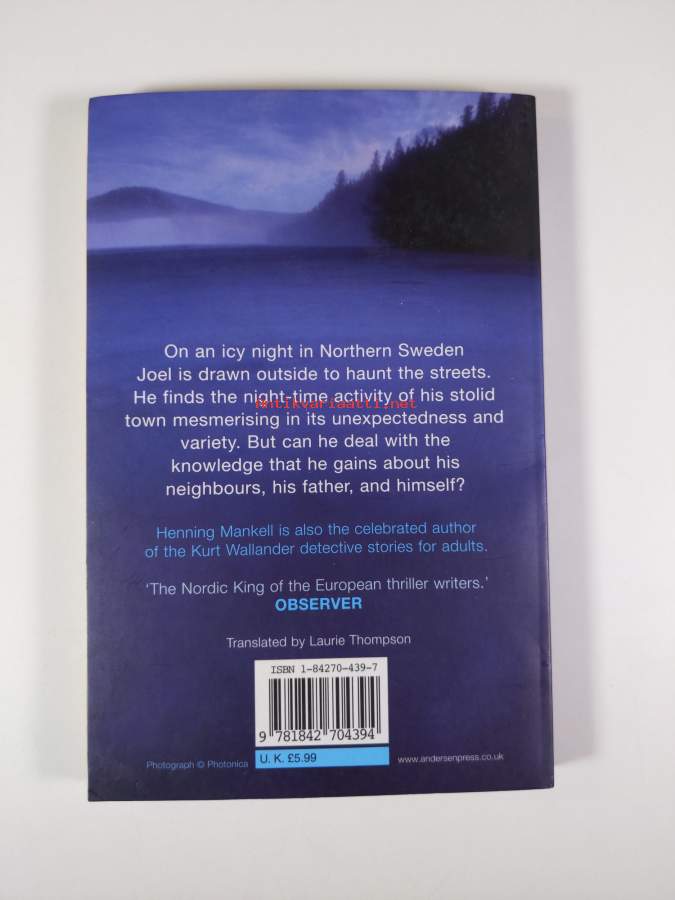 On an icy night in Northern Sweden
Joel is drawn outside to haunt the streets.
He finds the night-time activity of his stolid
Antikvariaatti.net
town mesmerising in its unexpectedness and
variety. But can he deal with the
knowledge that he gains about his
neighbours, his father, and himself?
Henning Mankell is also the celebrated author
of the Kurt Wallander detective stories for adults.
'The Nordic King of the European thriller writers.'
OBSERVER
Translated by Laurie Thompson
ISBN 1-84270-439-7
9 781842 704394
U. K. £5.99
Photograph © Photonica
www.andersenpress.co.uk